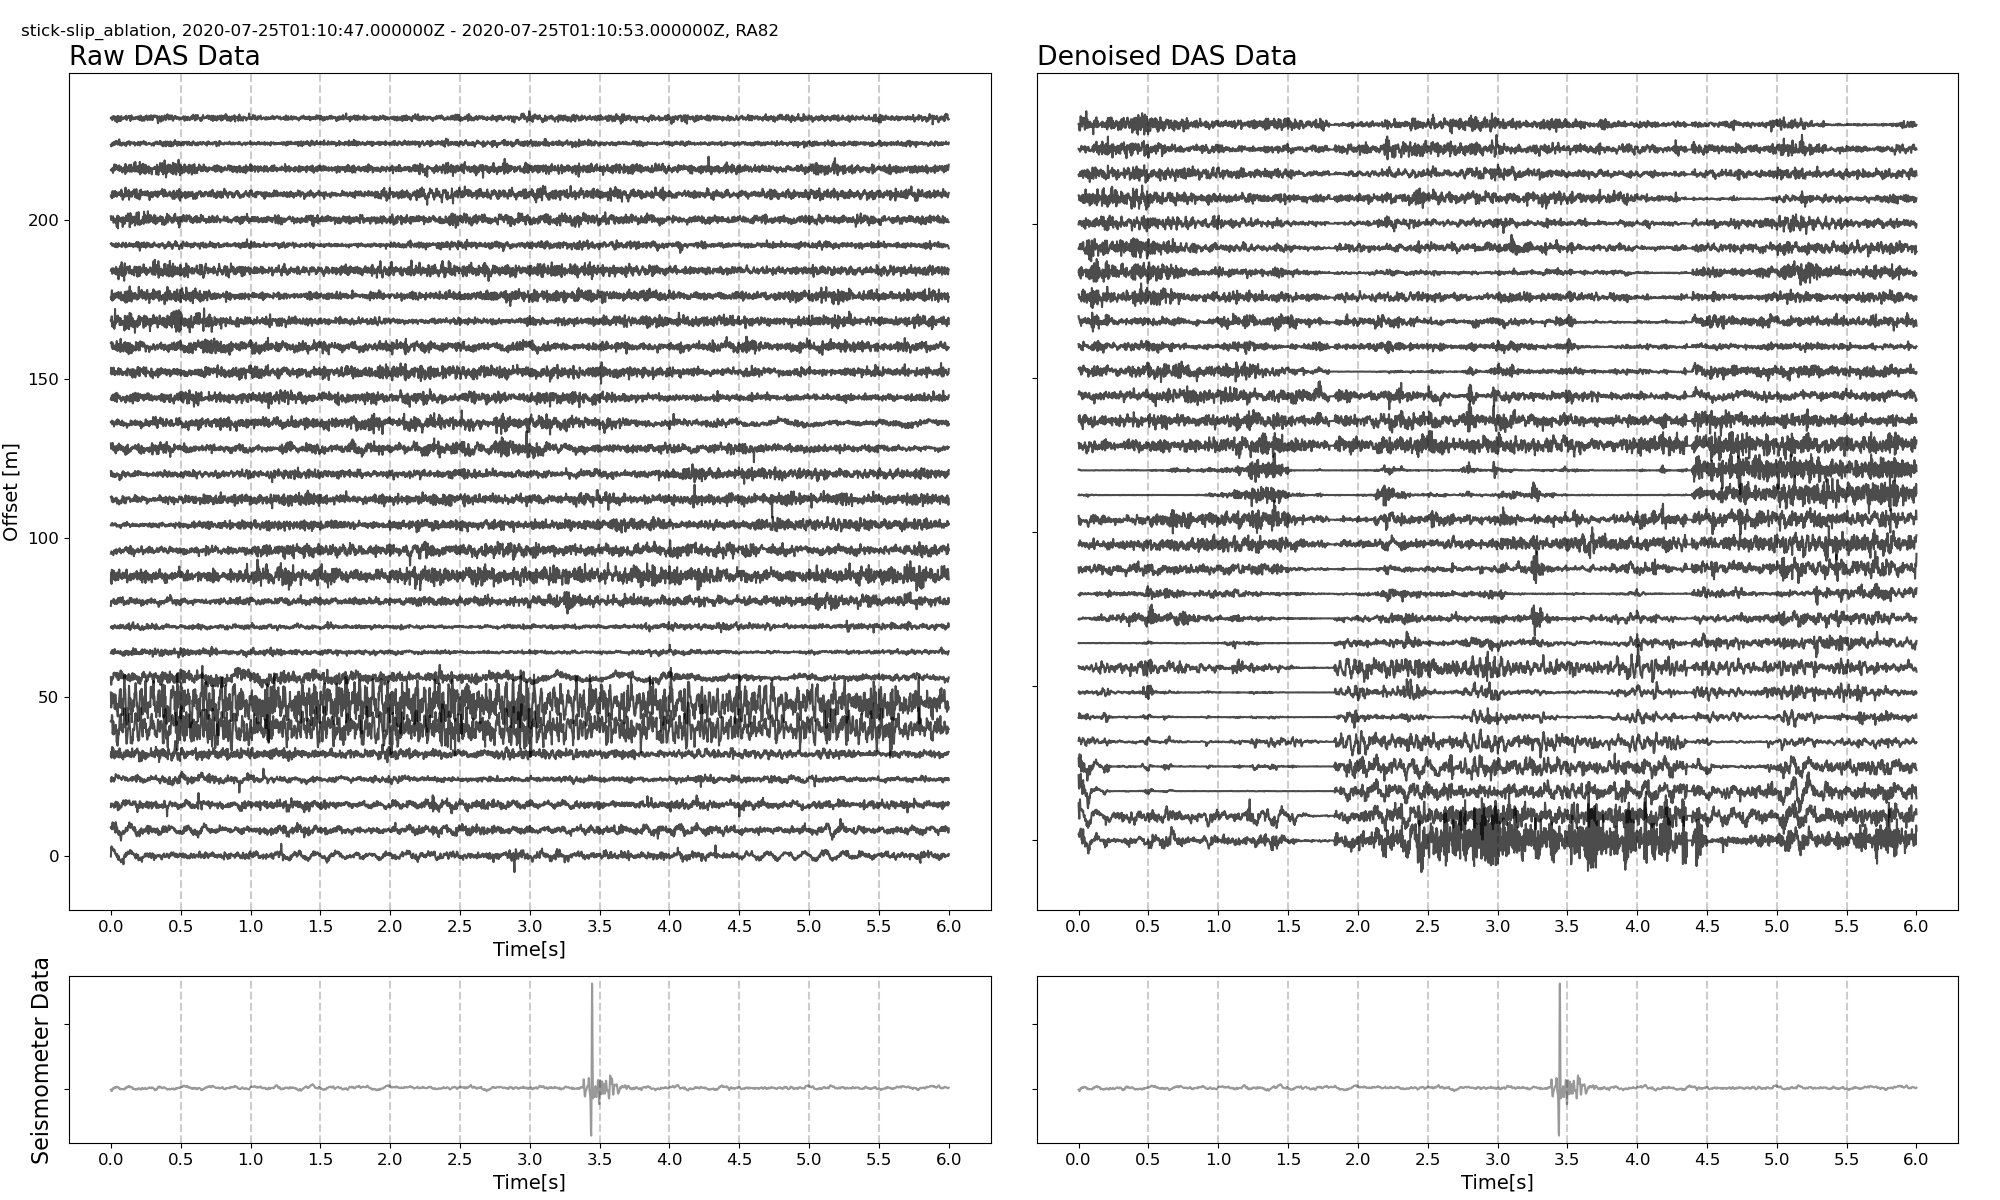 stick-slip_ablation, 2020-07-25T01:10:47.000000Z - 2020-07-25T01:10:53.000000Z, RA82
Raw DAS Data
Denoised DAS Data
Offset [m]
200
150
100
50
0
0.0 0.5 1.0 1.5 2.0 2.5 3.0 3.5 4.0 4.5 5.0 5.5 6.0
Time[s]
0.0 0.5 1.0 1.5 2.0 2.5 3.0 3.5 4.0 4.5 5.0 5.5 6.0
Seismometer Data
0.0 0.5 1.0 1.5 2.0 2.5 3.0 3.5 4.0 4.5 5.0 5.5 6.0
Time[s]
0.0 0.5 1.0 1.5 2.0 2.5 3.0 3.5 4.0 4.5 5.0 5.5 6.0
Time[s]